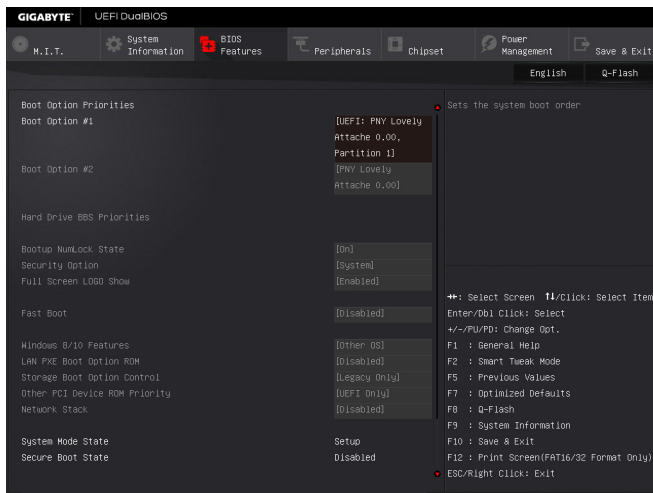 GIGABYTE™ UEFI DualBIOS
M.I.T.
System Information
BIOS Features
Peripherals
Chipset
Power Management
Save & Exit
English Q-Flash
Boot Option Priorities
Boot Option #1 [UEFI: PNY Lovely
Attache 0.00,
Partition 1]
Boot Option #2 [PNY Lovely
Attache 0.00]
Hard Drive BBS Priorities
Bootup NumLock State [On]
Security Option [System]
Full Screen LOGO Show [Enabled]
Fast Boot [Disabled]
Windows 8/10 Features [Other OS]
LAN PXE Boot Option ROM [Disabled]
Storage Boot Option Control [Legacy Only]
Other PCI Device ROM Priority [UEFI Only]
Network Stack [Disabled]
System Mode State Setup
Secure Boot State Disabled
Sets the system boot order
→←: Select Screen ↑↓/Click: Select Item
Enter/Dbl Click: Select
+/-/PU/PD: Change Opt.
F1 : General Help
F2 : Smart Tweak Mode
F5 : Previous Values
F7 : Optimized Defaults
F8 : Q-Flash
F9 : System Information
F10 : Save & Exit
F12 : Print Screen(FAT16/32 Format Only)
ESC/Right Click: Exit